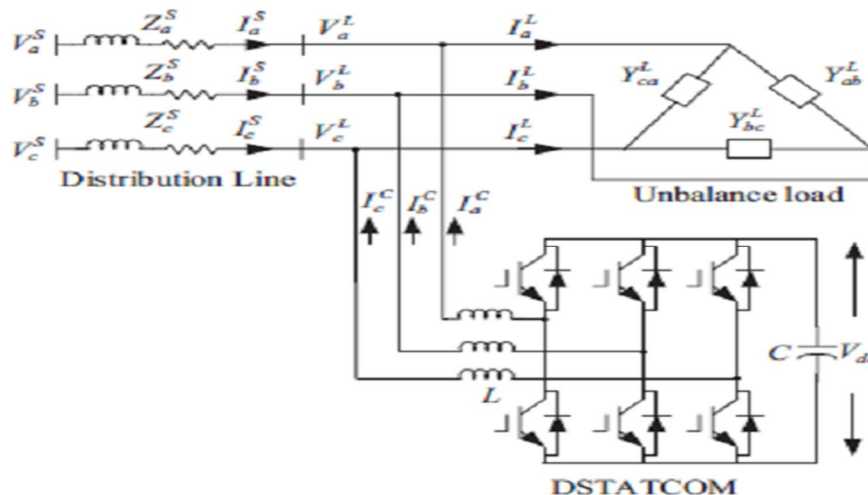 Z_a^S I_a^S V_a^L I_a^L
V_a^S
Z_b^S I_b^S V_b^L I_b^L Y_ca^L Y_ab^L
V_b^S
Z_c^S I_c^S V_c^L I_c^L Y_bc^L
V_c^S
Distribution Line
Unbalance load
I_c^C I_b^C I_a^C
C V_d
L
DSTATCOM